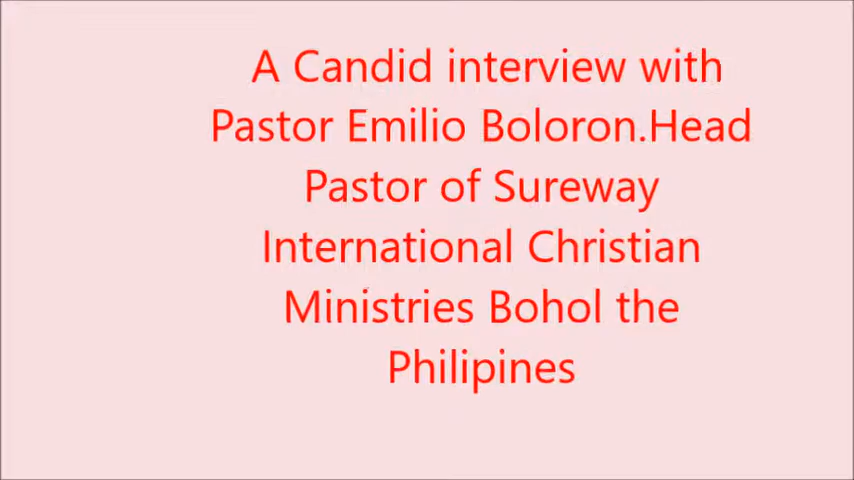 A Candid interview with
Pastor Emilio Boloron.Head
Pastor of Sureway
International Christian
Ministries Bohol the
Philipines